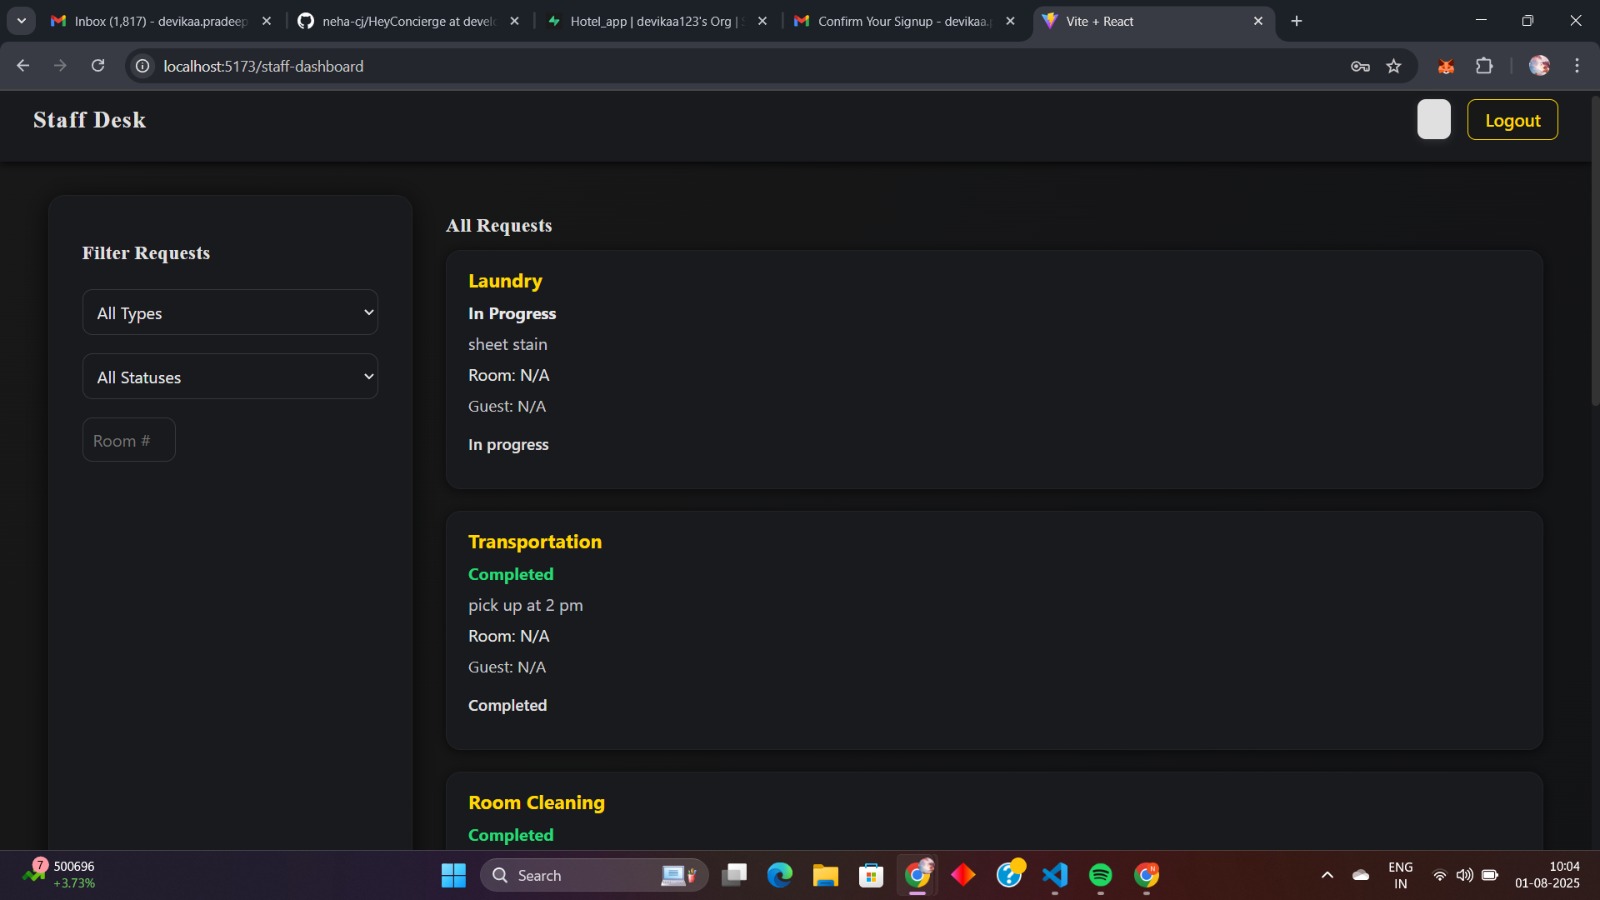 Inbox (1,817) - devikaa.pradeep
neha-cj/HeyConcierge at devel
Hotel_app | devikaa123's Org |
Confirm Your Signup - devikaa.
Vite + React
localhost:5173/staff-dashboard
Staff Desk
Logout
Filter Requests
All Types
All Statuses
Room #
All Requests
Laundry
In Progress
sheet stain
Room: N/A
Guest: N/A
In progress
Transportation
Completed
pick up at 2 pm
Room: N/A
Guest: N/A
Completed
Room Cleaning
Completed
7
500696
+3.73%
Search
ENG
IN
10:04
01-08-2025